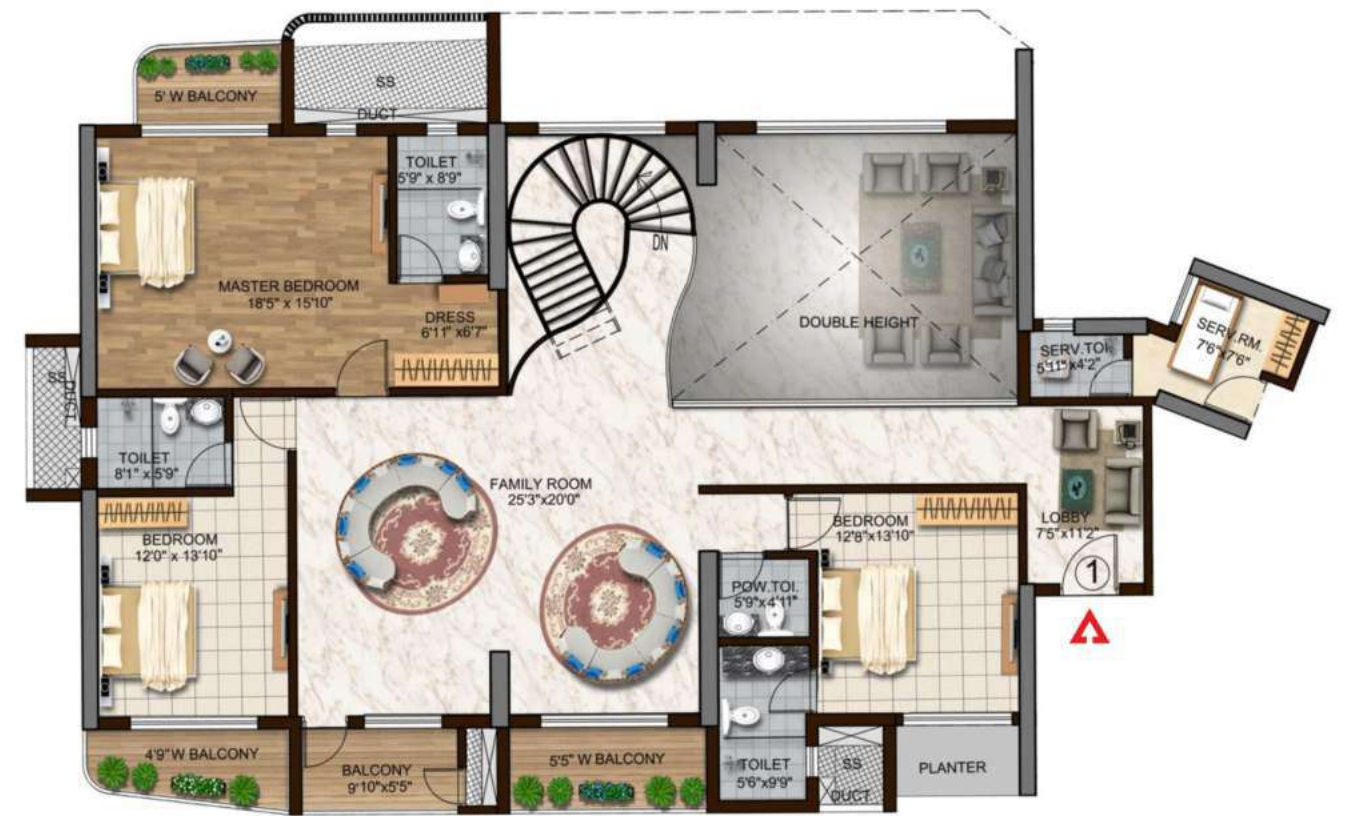 SS
DUCT
5' W BALCONY
TOILET
5'9" x 8'9"
DN
MASTER BEDROOM
18'5" x 15'10"
DRESS
6'11" x6'7"
DOUBLE HEIGHT
SERV.RM.
7'6"x7'6"
SERV.TOI.
5'11"x4'2"
SS
DUCT
TOILET
8'1" x 5'9"
FAMILY ROOM
25'3"x20'0"
BEDROOM
12'0" x 13'10"
BEDROOM
12'8"x13'10"
LOBBY
7'5"x11'2"
1
POW.TOI.
5'9"x4'11"
4'9"W BALCONY
BALCONY
9'10"x5'5"
5'5" W BALCONY
TOILET
5'6"x9'9"
SS
DUCT
PLANTER